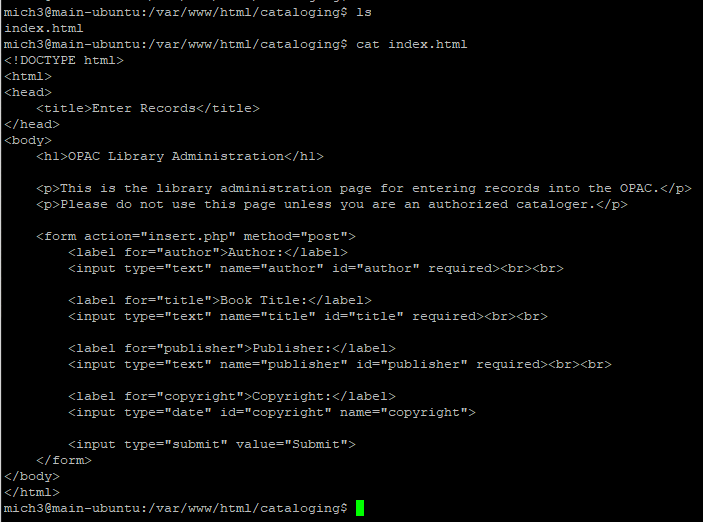 mich3@main-ubuntu:/var/www/html/cataloging$ ls
index.html
mich3@main-ubuntu:/var/www/html/cataloging$ cat index.html
<!DOCTYPE html>
<html>
<head>
    <title>Enter Records</title>
</head>
<body>
    <h1>OPAC Library Administration</h1>

    <p>This is the library administration page for entering records into the OPAC.</p>
    <p>Please do not use this page unless you are an authorized cataloger.</p>

    <form action="insert.php" method="post">
        <label for="author">Author:</label>
        <input type="text" name="author" id="author" required><br><br>

        <label for="title">Book Title:</label>
        <input type="text" name="title" id="title" required><br><br>

        <label for="publisher">Publisher:</label>
        <input type="text" name="publisher" id="publisher" required><br><br>

        <label for="copyright">Copyright:</label>
        <input type="date" id="copyright" name="copyright">

        <input type="submit" value="Submit">
    </form>
</body>
</html>
mich3@main-ubuntu:/var/www/html/cataloging$